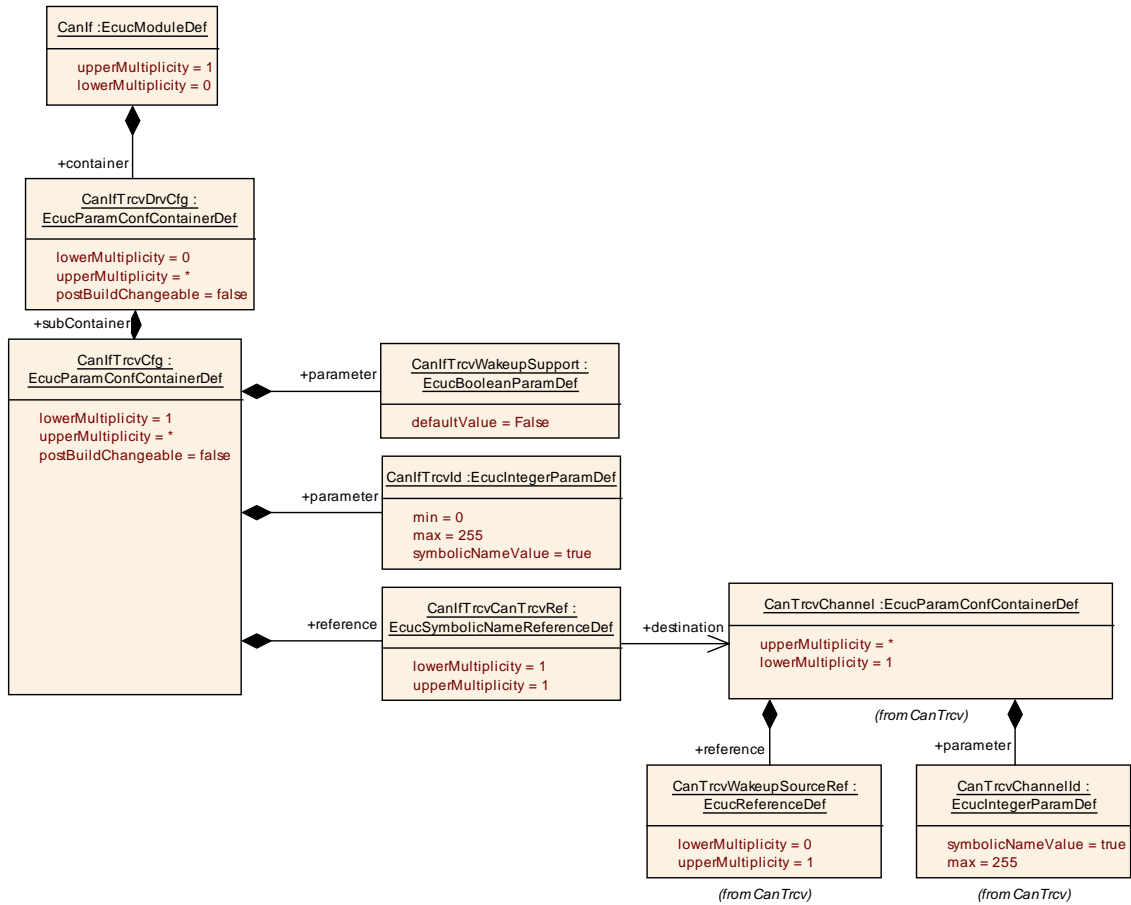 CanIf :EcucModuleDef
upperMultiplicity = 1
lowerMultiplicity = 0
+container
CanIfTrcvDrvCfg :
EcucParamConfContainerDef
lowerMultiplicity = 0
upperMultiplicity = *
postBuildChangeable = false
+subContainer
CanIfTrcvCfg :
EcucParamConfContainerDef
lowerMultiplicity = 1
upperMultiplicity = *
postBuildChangeable = false
+parameter
CanIfTrcvWakeupSupport :
EcucBooleanParamDef
defaultValue = False
+parameter
CanIfTrcvId :EcucIntegerParamDef
min = 0
max = 255
symbolicNameValue = true
+reference
CanIfTrcvCanTrcvRef :
EcucSymbolicNameReferenceDef
lowerMultiplicity = 1
upperMultiplicity = 1
+destination
CanTrcvChannel :EcucParamConfContainerDef
upperMultiplicity = *
lowerMultiplicity = 1
(from CanTrcv)
+reference
CanTrcvWakeupSourceRef :
EcucReferenceDef
lowerMultiplicity = 0
upperMultiplicity = 1
(from CanTrcv)
+parameter
CanTrcvChannelId :
EcucIntegerParamDef
symbolicNameValue = true
max = 255
(from CanTrcv)